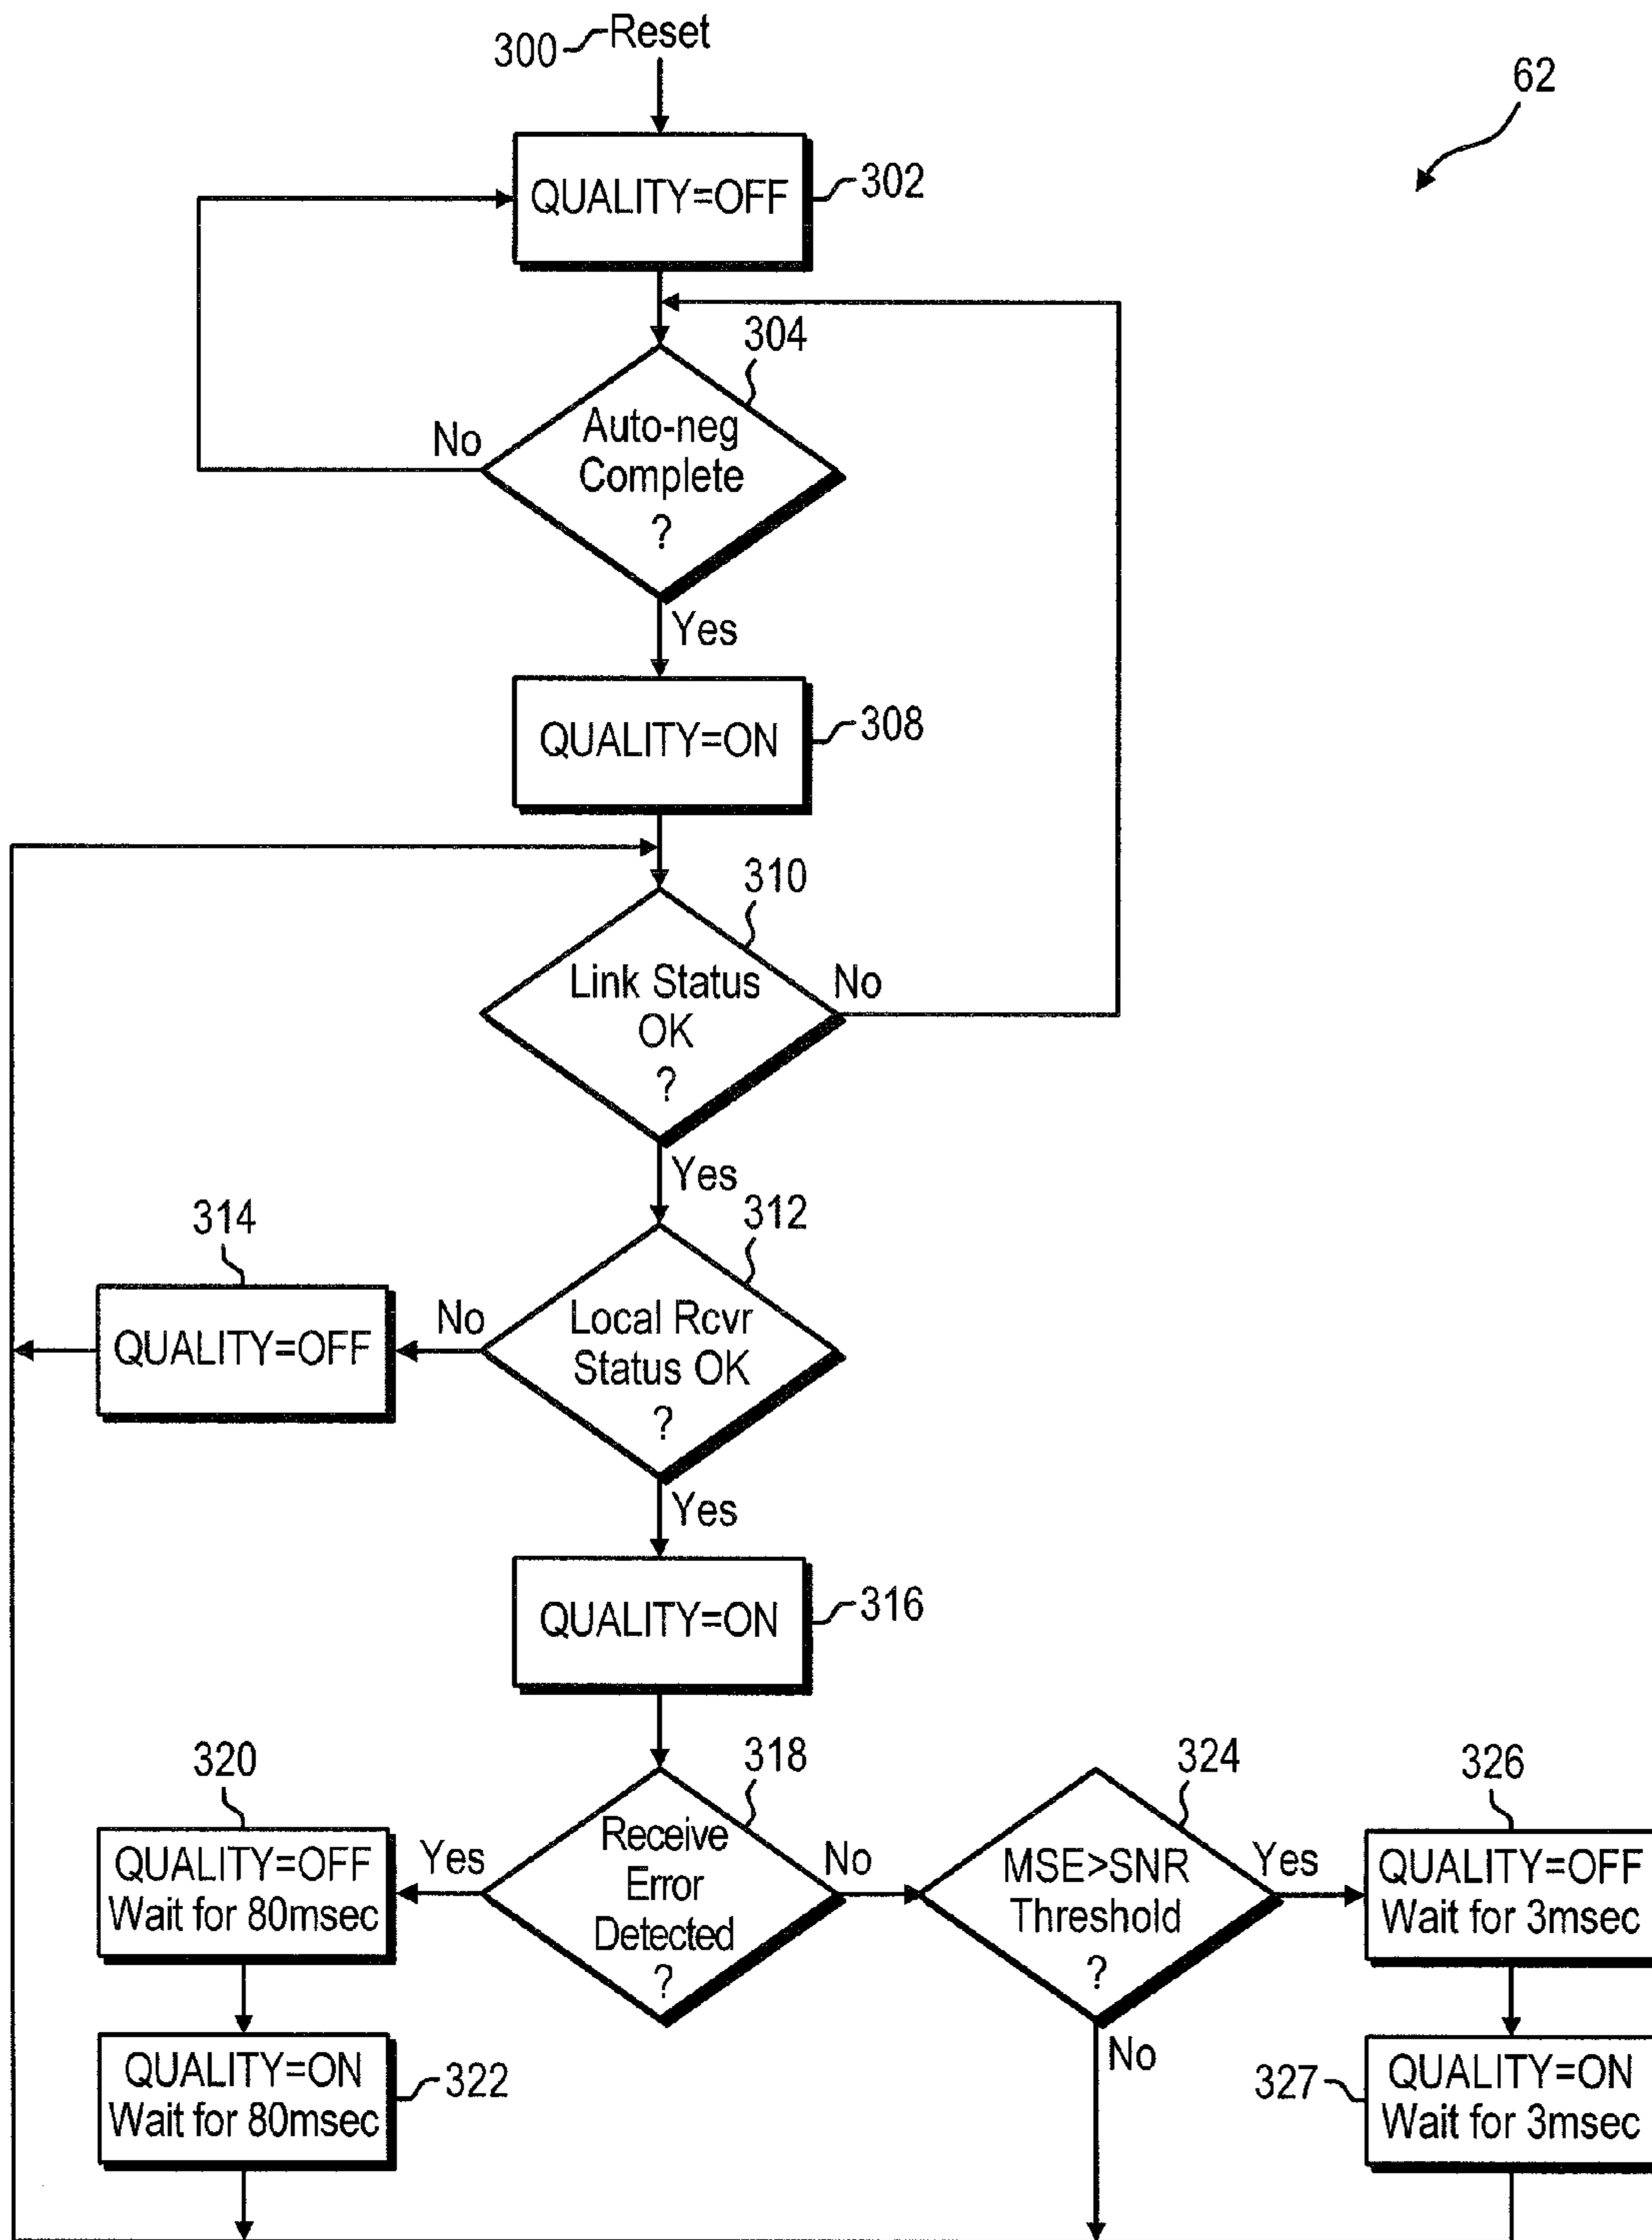 300
Reset
62
QUALITY=OFF
302
304
Auto-neg
Complete
?
No
Yes
QUALITY=ON
308
310
Link Status
OK
?
No
Yes
312
314
Local Rcvr
Status OK
?
No
QUALITY=OFF
Yes
QUALITY=ON
316
318
320
324
326
Receive
Error
Detected
?
Yes
No
QUALITY=OFF
Wait for 80msec
MSE>SNR
Threshold
?
Yes
No
QUALITY=OFF
Wait for 3msec
QUALITY=ON
Wait for 80msec
322
327
QUALITY=ON
Wait for 3msec